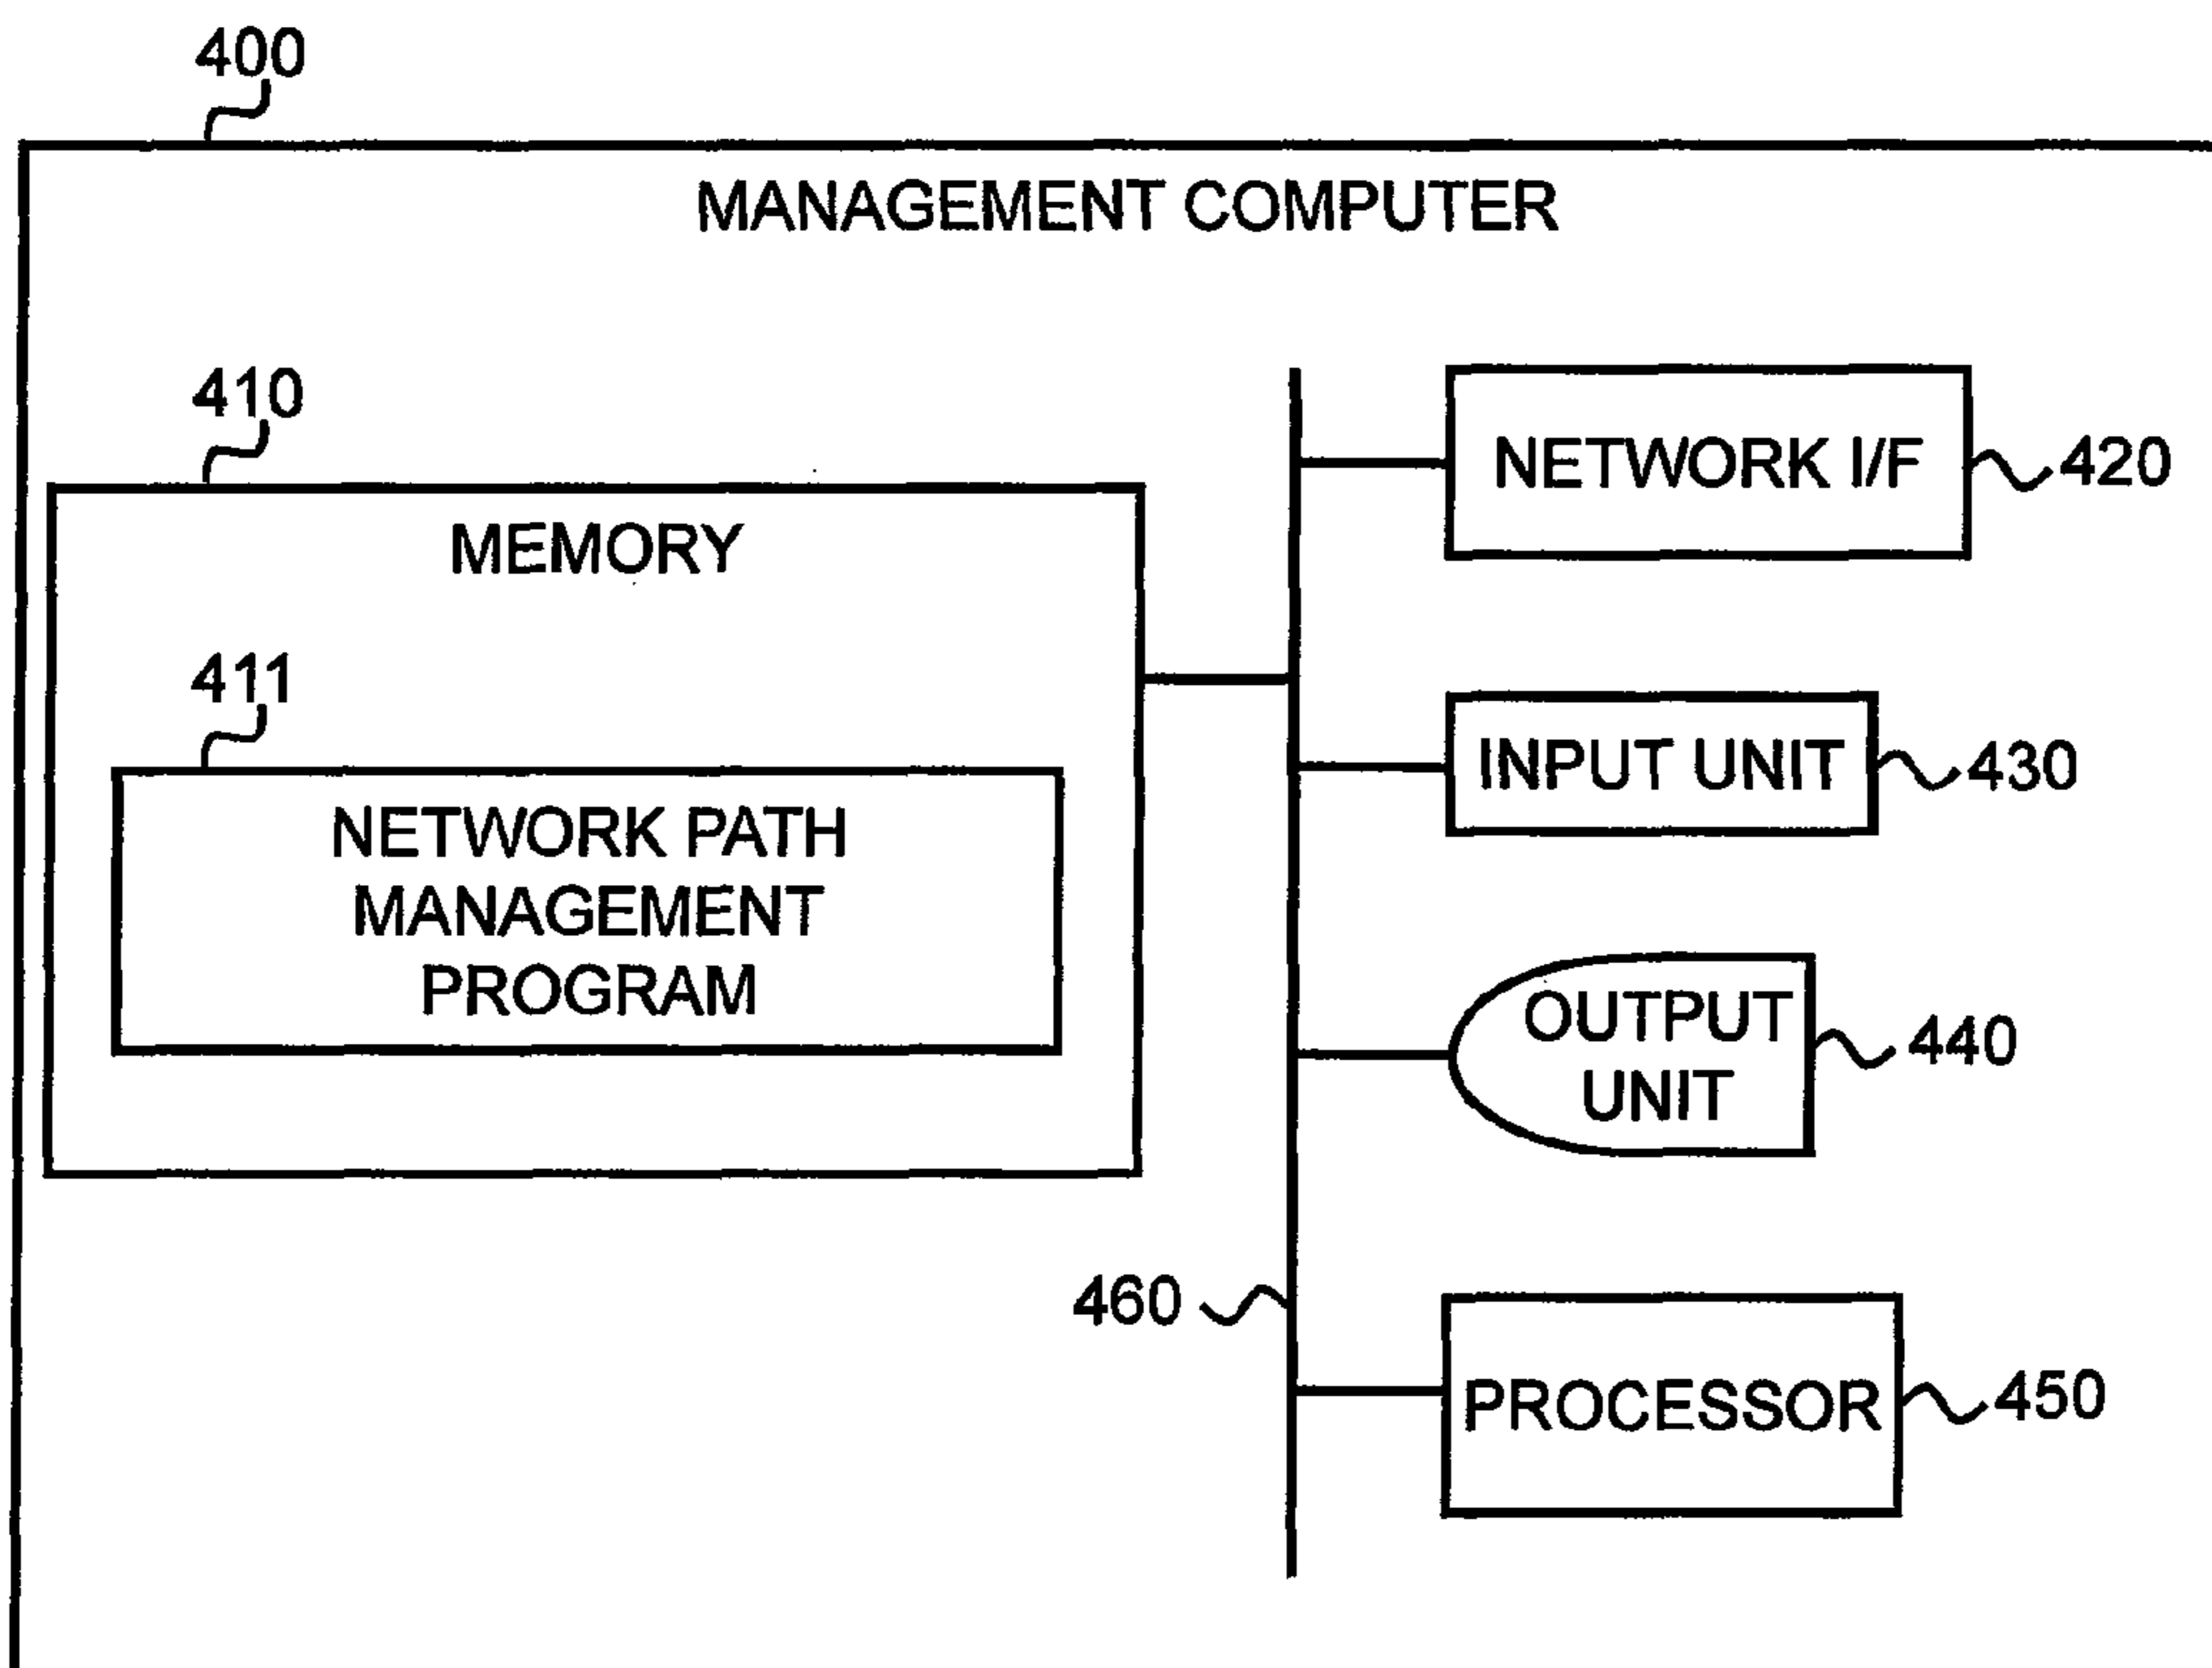 400
MANAGEMENT COMPUTER
410
MEMORY
411
NETWORK PATH
MANAGEMENT
PROGRAM
NETWORK I/F
420
INPUT UNIT
430
OUTPUT
UNIT
440
460
PROCESSOR
450